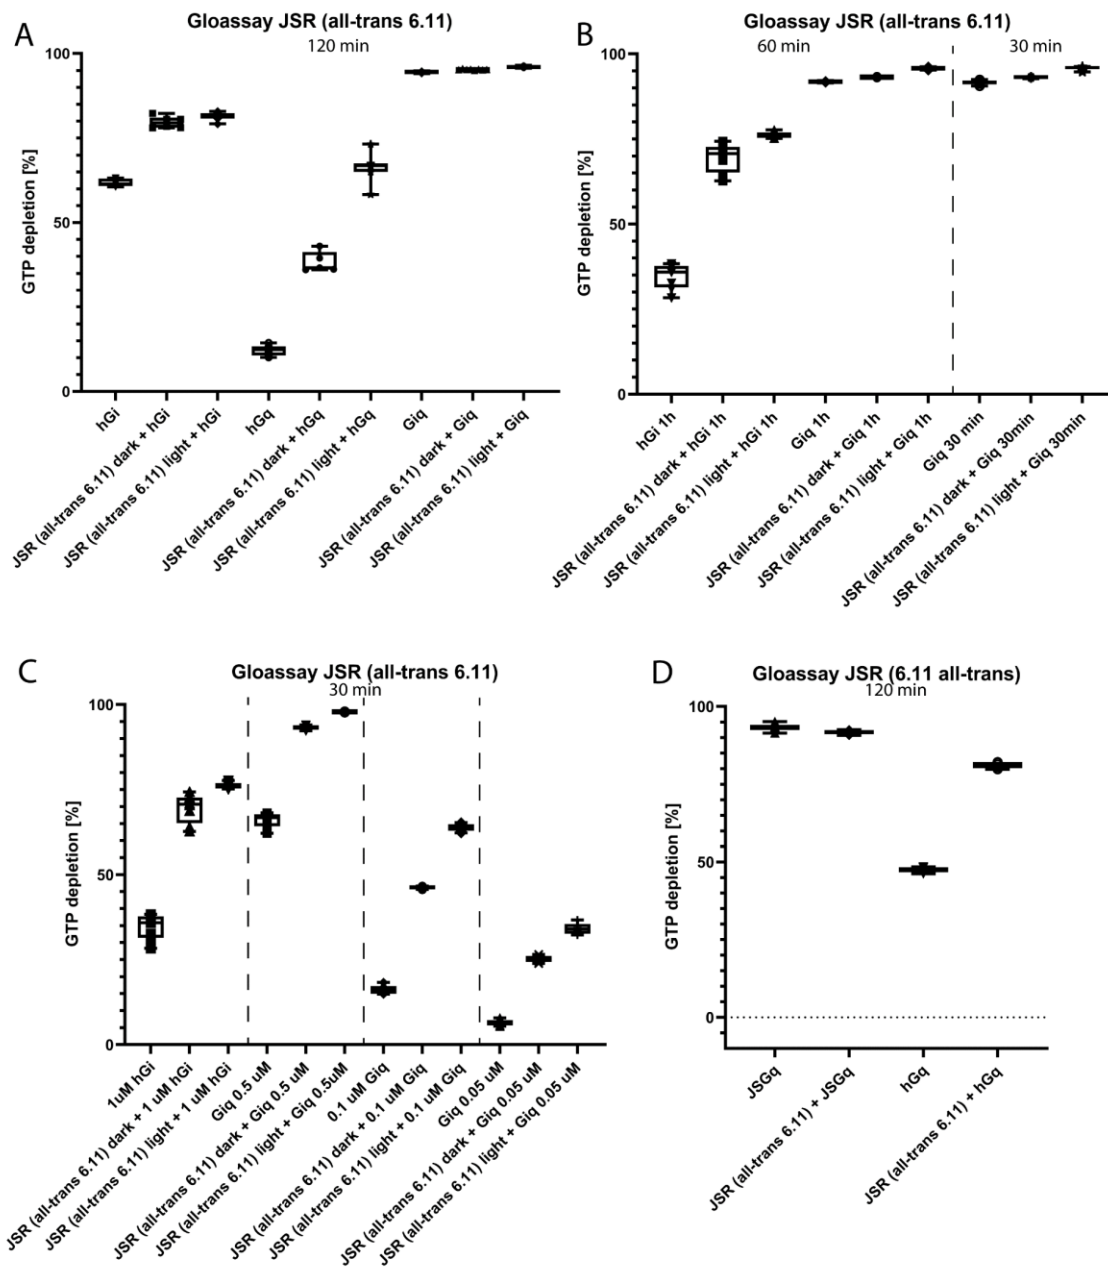 A
Gloassay JSR (all-trans 6.11)
120 min
GTP depletion [%]
100
50
0
hGi
JSR (all-trans 6.11) dark + hGi
JSR (all-trans 6.11) light + hGi
hGq
JSR (all-trans 6.11) dark + hGq
JSR (all-trans 6.11) light + hGq
Giq
JSR (all-trans 6.11) dark + Giq
JSR (all-trans 6.11) light + Giq
B
Gloassay JSR (all-trans 6.11)
60 min
30 min
GTP depletion [%]
100
50
0
hGi 1h
JSR (all-trans 6.11) dark + hGi 1h
JSR (all-trans 6.11) light + hGi 1h
Giq 1h
JSR (all-trans 6.11) dark + Giq 1h
JSR (all-trans 6.11) light + Giq 1h
Giq 30 min
JSR (all-trans 6.11) dark + Giq 30min
JSR (all-trans 6.11) light + Giq 30min
C
Gloassay JSR (all-trans 6.11)
30 min
GTP depletion [%]
100
50
0
1uM hGi
JSR (all-trans 6.11) dark + 1 uM hGi
JSR (all-trans 6.11) light + 1 uM hGi
Giq 0.5 uM
JSR (all-trans 6.11) dark + Giq 0.5 uM
JSR (all-trans 6.11) light + Giq 0.5uM
0.1 uM Giq
JSR (all-trans 6.11) dark + 0.1 uM Giq
JSR (all-trans 6.11) light + 0.1 uM Giq
Giq 0.05 uM
JSR (all-trans 6.11) dark + Giq 0.05 uM
JSR (all-trans 6.11) light + Giq 0.05 uM
D
Gloassay JSR (6.11 all-trans)
120 min
GTP depletion [%]
100
50
0
JSGq
JSR (all-trans 6.11) + JSGq
hGq
JSR (all-trans 6.11) + hGq